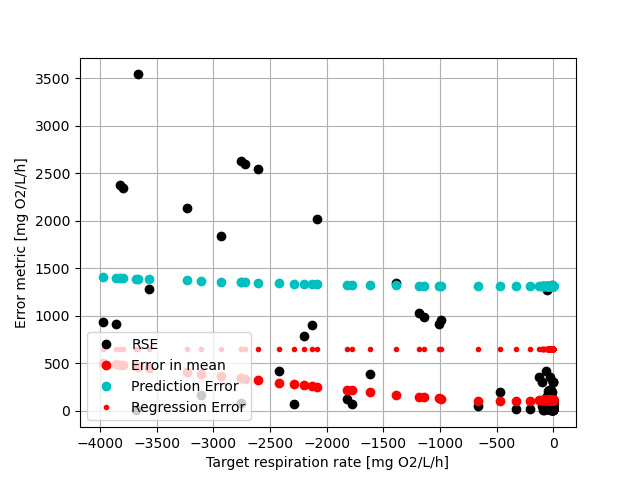 3500
3000
2500
2000
1500
1000
500
0
Error metric [mg O2/L/h]
RSE
Error in mean
Prediction Error
Regression Error
−4000 −3500 −3000 −2500 −2000 −1500 −1000 −500 0
Target respiration rate [mg O2/L/h]